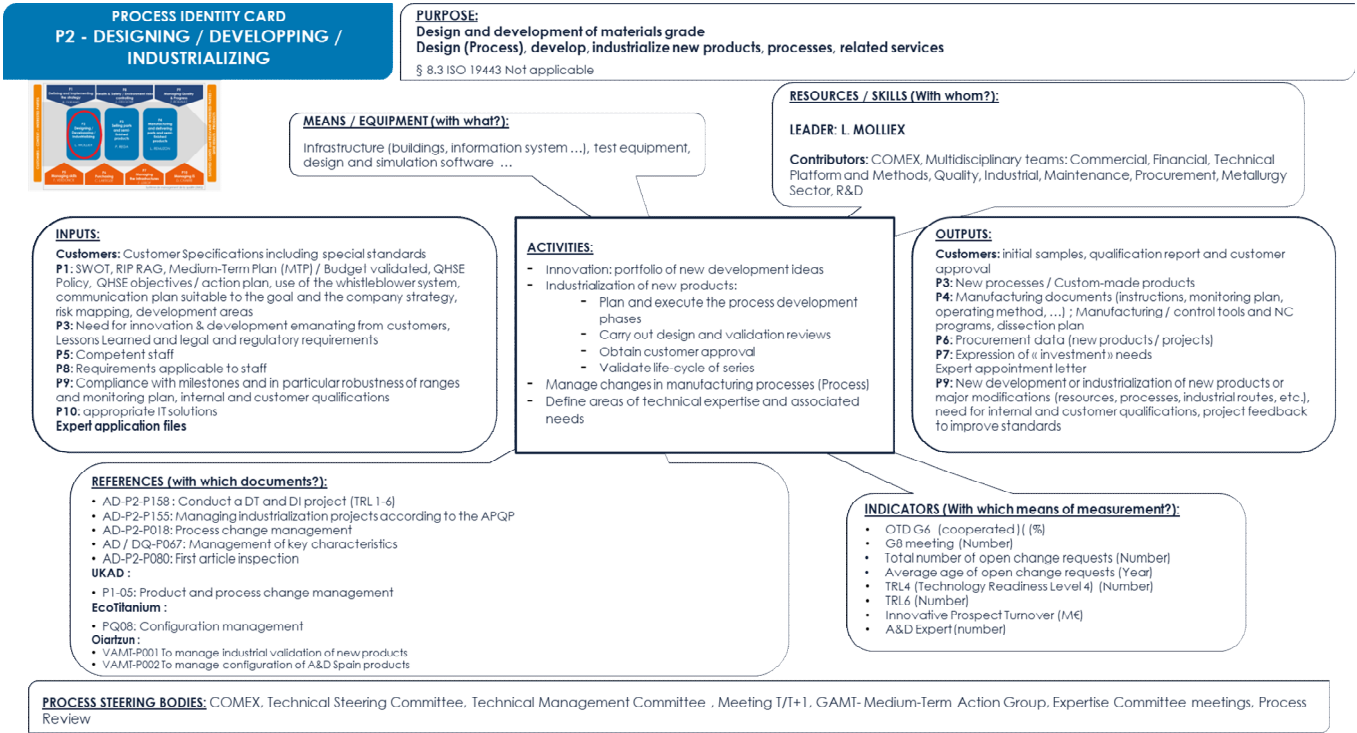 PROCESS IDENTITY CARD
P2 - DESIGNING / DEVELOPPING /
INDUSTRIALIZING
PURPOSE:
Design and development of materials grade
Design (Process), develop, industrialize new products, processes, related services
§ 8.3 ISO 19443 Not applicable
MEANS / EQUIPMENT (with what?):
Infrastructure (buildings, information system ...), test equipment,
design and simulation software ...
RESOURCES / SKILLS (With whom?):
LEADER: L. MOLLIEX
Contributors: COMEX, Multidisciplinary teams: Commercial, Financial, Technical
Platform and Methods, Quality, Industrial, Maintenance, Procurement, Metallurgy
Sector, R&D
INPUTS:
Customers: Customer Specifications including special standards
P1: SWOT, RIP RAG, Medium-Term Plan (MTP) / Budget validated, QHSE
Policy, QHSE objectives / action plan, use of the whistleblower system,
communication plan suitable to the goal and the company strategy,
risk mapping, development areas
P3: Need for innovation & development emanating from customers,
Lessons Learned and legal and regulatory requirements
P5: Competent staff
P8: Requirements applicable to staff
P9: Compliance with milestones and in particular robustness of ranges
and monitoring plan, internal and customer qualifications
P10: appropriate IT solutions
Expert application files
ACTIVITIES:
- Innovation: portfolio of new development ideas
- Industrialization of new products:
- Plan and execute the process development
phases
- Carry out design and validation reviews
- Obtain customer approval
- Validate life-cycle of series
- Manage changes in manufacturing processes (Process)
- Define areas of technical expertise and associated
needs
OUTPUTS:
Customers: initial samples, qualification report and customer
approval
P3: New processes / Custom-made products
P4: Manufacturing documents (instructions, monitoring plan,
operating method, ...) ; Manufacturing / control tools and NC
programs, dissection plan
P6: Procurement data (new products / projects)
P7: Expression of « investment » needs
Expert appointment letter
P9: New development or industrialization of new products or
major modifications (resources, processes, industrial routes, etc.),
need for internal and customer qualifications, project feedback
to improve standards
REFERENCES (with which documents?):
• AD-P2-P158 : Conduct a DT and DI project (TRL 1-6)
• AD-P2-P155: Managing industrialization projects according to the APQP
• AD-P2-P018: Process change management
• AD / DQ-P067: Management of key characteristics
• AD-P2-P080: First article inspection
UKAD :
• P1-05: Product and process change management
EcoTitanium :
• PQ08: Configuration management
Oiartzun :
• VAMT-P001 To manage industrial validation of new products
• VAMT-P002 To manage configuration of A&D Spain products
INDICATORS (With which means of measurement?):
• OTD G6 (cooperated)( (%)
• G8 meeting (Number)
• Total number of open change requests (Number)
• Average age of open change requests (Year)
• TRL4 (Technology Readiness Level 4) (Number)
• TRL6 (Number)
• Innovative Prospect Turnover (M€)
• A&D Expert (number)
PROCESS STEERING BODIES: COMEX, Technical Steering Committee, Technical Management Committee , Meeting T/T+1, GAMT- Medium-Term Action Group, Expertise Committee meetings, Process
Review